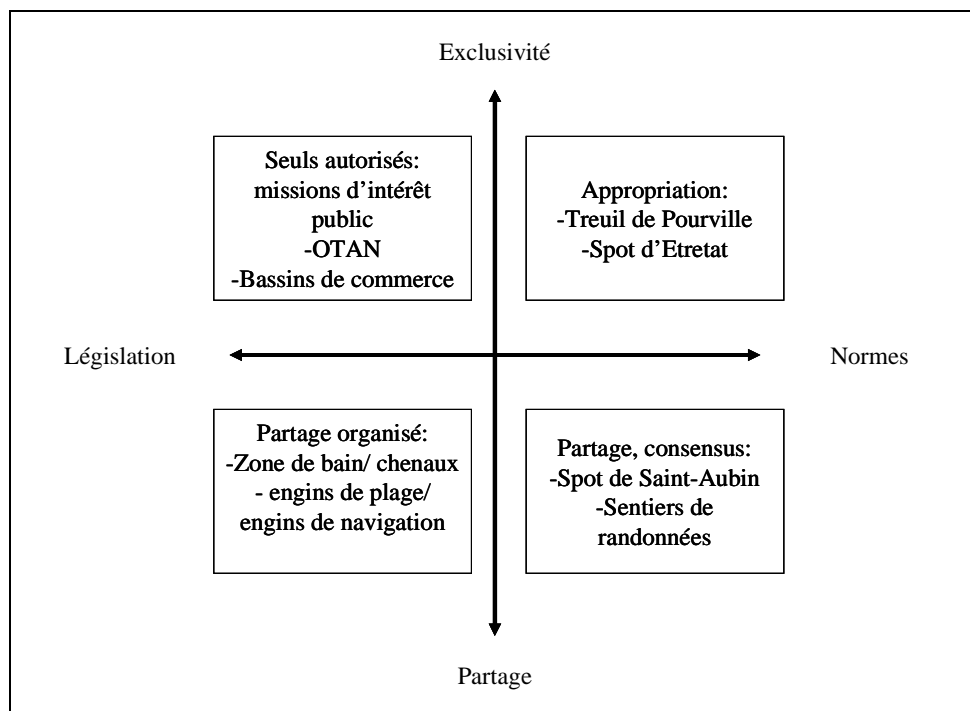 Exclusivité
Seuls autorisés:
missions d'intérêt
public
-OTAN
-Bassins de commerce
Appropriation:
-Treuil de Pourville
-Spot d'Etretat
Législation
Normes
Partage organisé:
-Zone de bain/ chenaux
- engins de plage/
engins de navigation
Partage, consensus:
-Spot de Saint-Aubin
-Sentiers de
randonnées
Partage